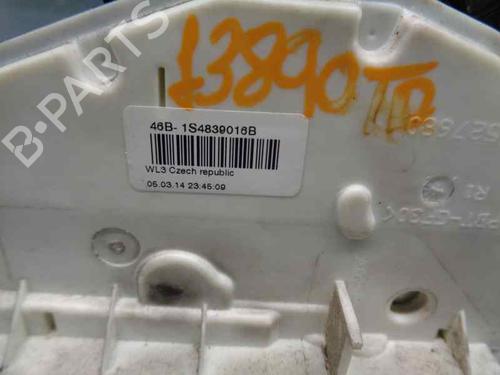 B-PARTS
13890TD
46B- 1S4839016B
WL3 Czech republic
05.03.14 23:45:09